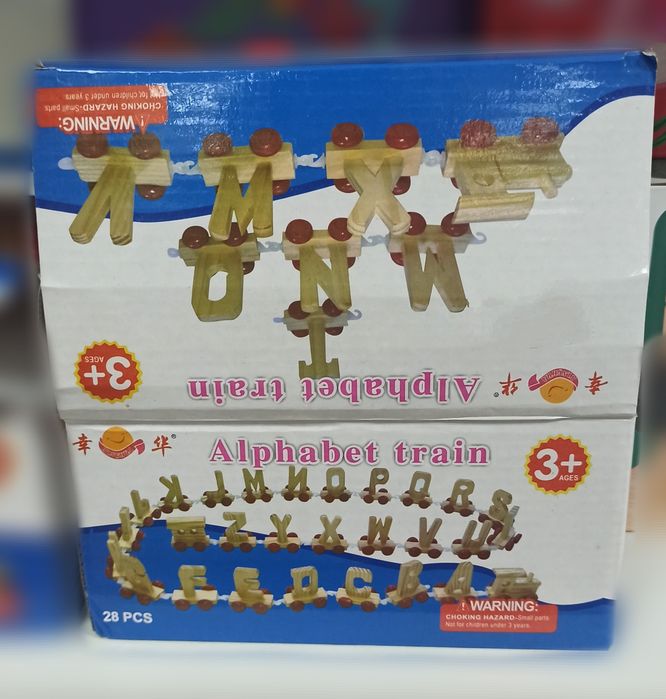 ! WARNING:
CHOKING HAZARD-Small parts
Not for children under 3 years
3+
AGES
Alphabet train
幸 华®
幸 华®
Alphabet train
3+
AGES
K J M N O P Q R S
Z Y X W V U
F E D C B A
28 PCS
! WARNING:
CHOKING HAZARD-Small parts
Not for children under 3 years.